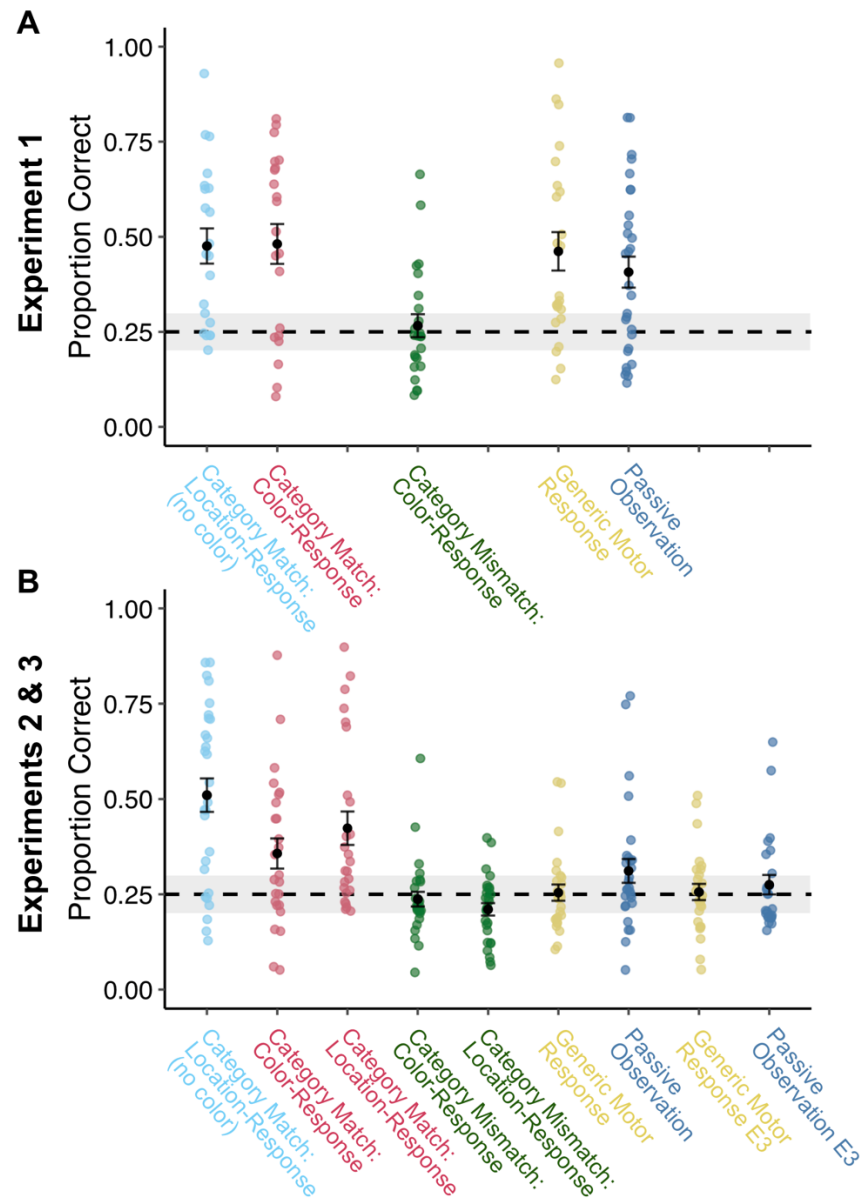 A
Experiment 1
Proportion Correct
1.00
0.75
0.50
0.25
0.00
Category Match:
Location-Response
(no color)
Category Match:
Color-Response
Category Mismatch:
Color-Response
Generic Motor
Response
Passive
Observation
B
Experiments 2 & 3
Proportion Correct
1.00
0.75
0.50
0.25
0.00
Category Match:
Location-Response
(no color)
Category Match:
Color-Response
Category Match:
Location-Response
Category Mismatch:
Color-Response
Category Mismatch:
Location-Response
Generic Motor
Response
Passive
Observation
Generic Motor
Response E3
Passive
Observation E3